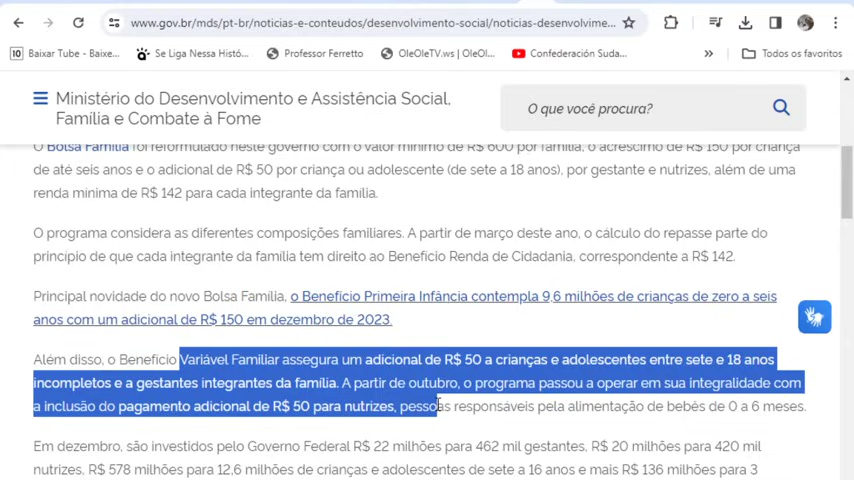 www.gov.br/mds/pt-br/noticias-e-conteudos/desenvolvimento-social/noticias-desenvolvime...
10 Baixar Tube - Baixe... Se Liga Nessa Histó... Professor Ferretto OleOleTV.ws | OleOl... Confederación Suda... » Todos os favoritos
Ministério do Desenvolvimento e Assistência Social,
Família e Combate à Fome
O que você procura?
O Bolsa Família foi reformulado neste governo com o valor mínimo de R$ 600 por família, o acréscimo de R$ 150 por criança
de até seis anos e o adicional de R$ 50 por criança ou adolescente (de sete a 18 anos), por gestante e nutrizes, além de uma
renda mínima de R$ 142 para cada integrante da família.
O programa considera as diferentes composições familiares. A partir de março deste ano, o cálculo do repasse parte do
princípio de que cada integrante da família tem direito ao Benefício Renda de Cidadania, correspondente a R$ 142.
Principal novidade do novo Bolsa Família, o Benefício Primeira Infância contempla 9,6 milhões de crianças de zero a seis
anos com um adicional de R$ 150 em dezembro de 2023.
Além disso, o Benefício Variável Familiar assegura um adicional de R$ 50 a crianças e adolescentes entre sete e 18 anos
incompletos e a gestantes integrantes da família. A partir de outubro, o programa passou a operar em sua integralidade com
a inclusão do pagamento adicional de R$ 50 para nutrizes, pessoas responsáveis pela alimentação de bebês de 0 a 6 meses.
Em dezembro, são investidos pelo Governo Federal R$ 22 milhões para 462 mil gestantes, R$ 20 milhões para 420 mil
nutrizes, R$ 578 milhões para 12,6 milhões de crianças e adolescentes de sete a 16 anos e mais R$ 136 milhões para 3